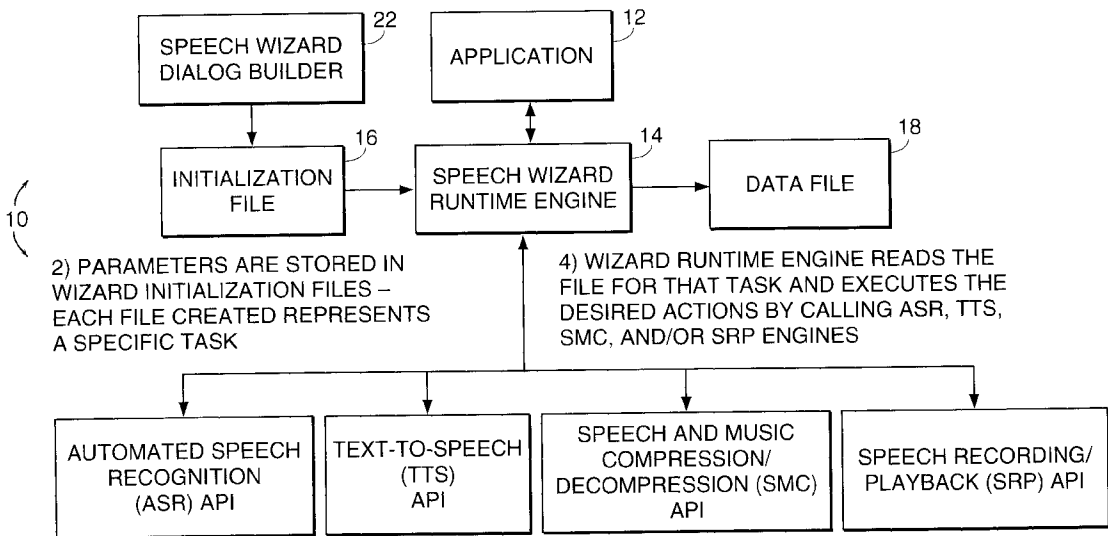 22
SPEECH WIZARD
DIALOG BUILDER
12
APPLICATION
16
INITIALIZATION
FILE
14
SPEECH WIZARD
RUNTIME ENGINE
18
DATA FILE
10
2) PARAMETERS ARE STORED IN
WIZARD INITIALIZATION FILES –
EACH FILE CREATED REPRESENTS
A SPECIFIC TASK
4) WIZARD RUNTIME ENGINE READS THE
FILE FOR THAT TASK AND EXECUTES THE
DESIRED ACTIONS BY CALLING ASR, TTS,
SMC, AND/OR SRP ENGINES
AUTOMATED SPEECH
RECOGNITION
(ASR) API
TEXT-TO-SPEECH
(TTS)
API
SPEECH AND MUSIC
COMPRESSION/
DECOMPRESSION (SMC)
API
SPEECH RECORDING/
PLAYBACK (SRP) API